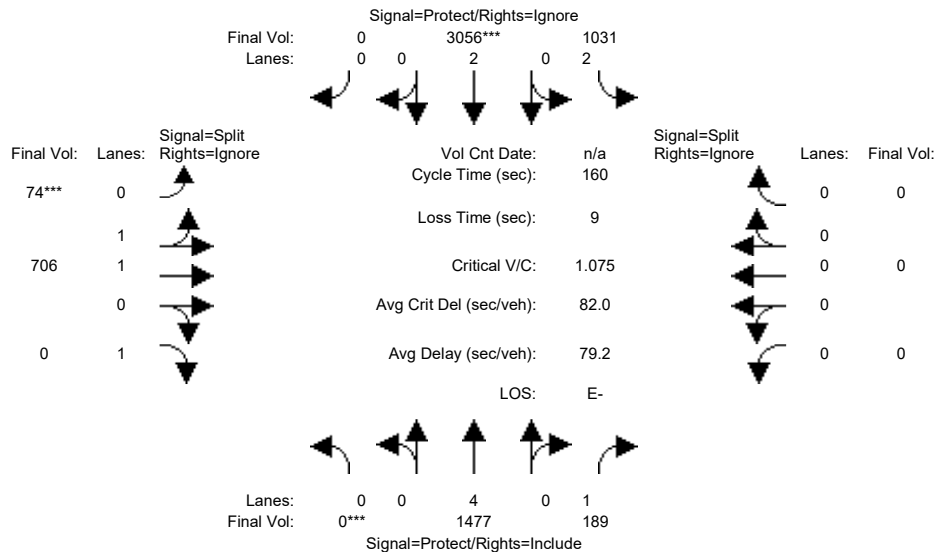 Signal=Protect/Rights=Ignore
Final Vol: 0 3056*** 1031
Lanes: 0 0 2 0 2
Signal=Split
Final Vol: Lanes: Rights=Ignore
Vol Cnt Date: n/a
Signal=Split
Rights=Ignore Lanes: Final Vol:
Cycle Time (sec): 160
74*** 0
0 0
Loss Time (sec): 9
1
0
706 1
Critical V/C: 1.075
0 0
0
Avg Crit Del (sec/veh): 82.0
0
0 1
Avg Delay (sec/veh): 79.2
0 0
LOS: E-
Lanes: 0 0 4 0 1
Final Vol: 0*** 1477 189
Signal=Protect/Rights=Include